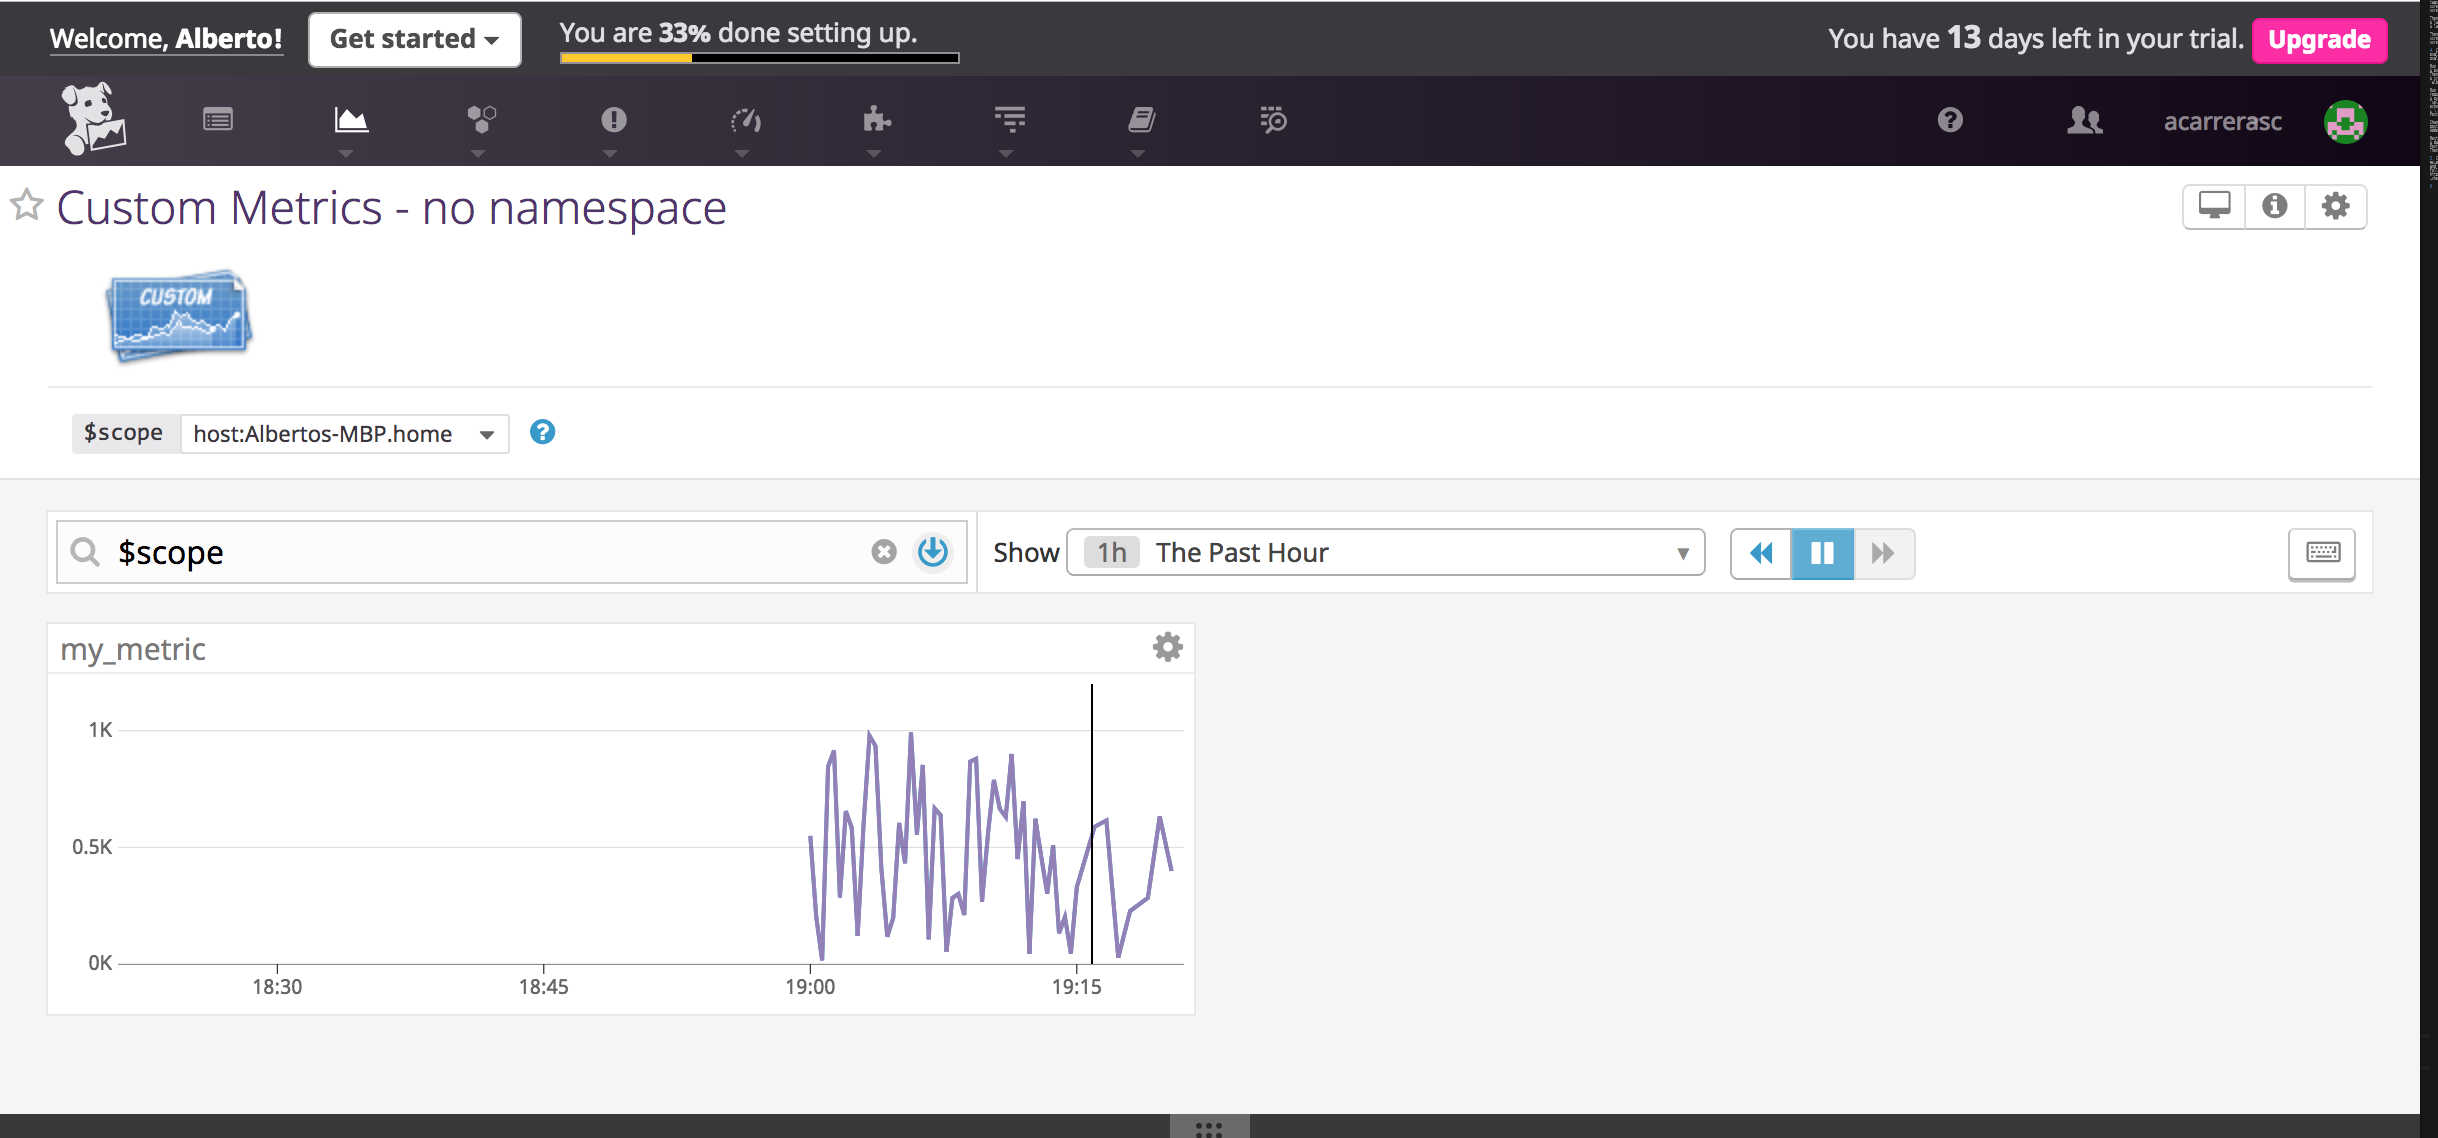 Welcome, Alberto!
Get started
You are 33% done setting up.
You have 13 days left in your trial.
Upgrade
acarrerasc
Custom Metrics - no namespace
CUSTOM
$scope
host:Albertos-MBP.home
$scope
Show
1h
The Past Hour
my_metric
1K
0.5K
0K
18:30
18:45
19:00
19:15